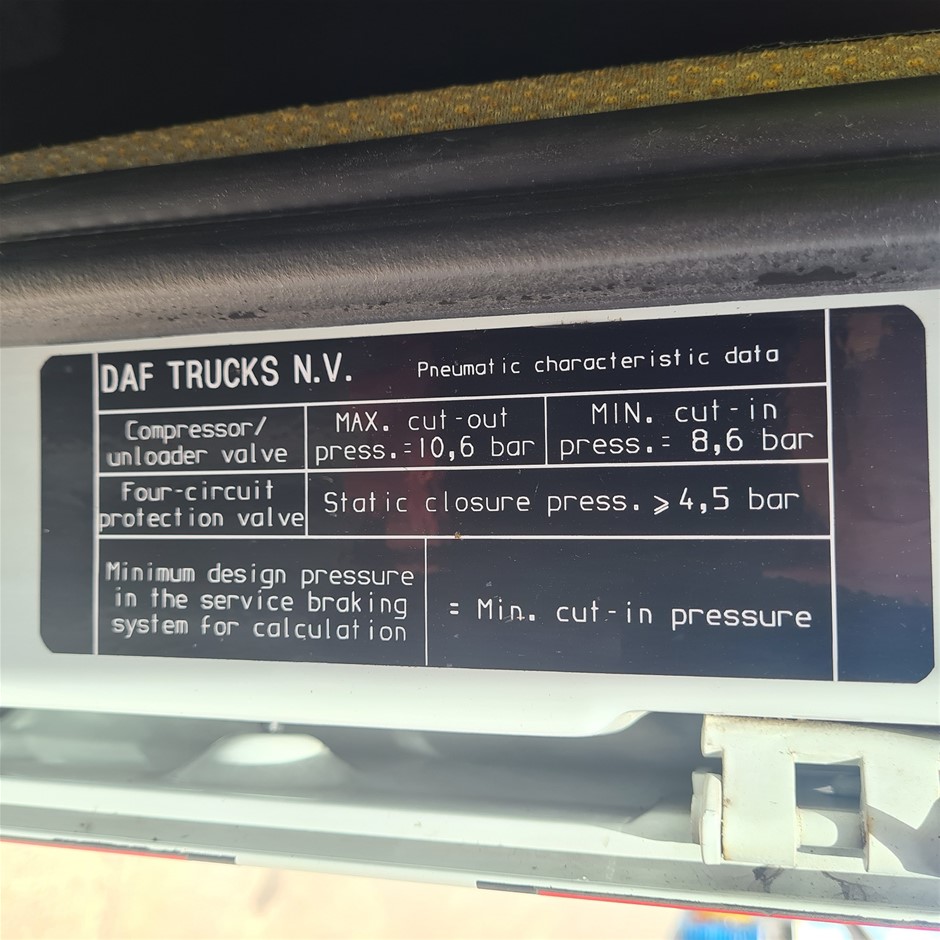 DAF TRUCKS N.V. Pneumatic characteristic data
Compressor/
unloader valve
MAX. cut-out
press.=10,6 bar
MIN. cut-in
press.= 8,6 bar
Four-circuit
protection valve
Static closure press. ⩾ 4,5 bar
Minimum design pressure
in the service braking
system for calculation
= Min. cut-in pressure